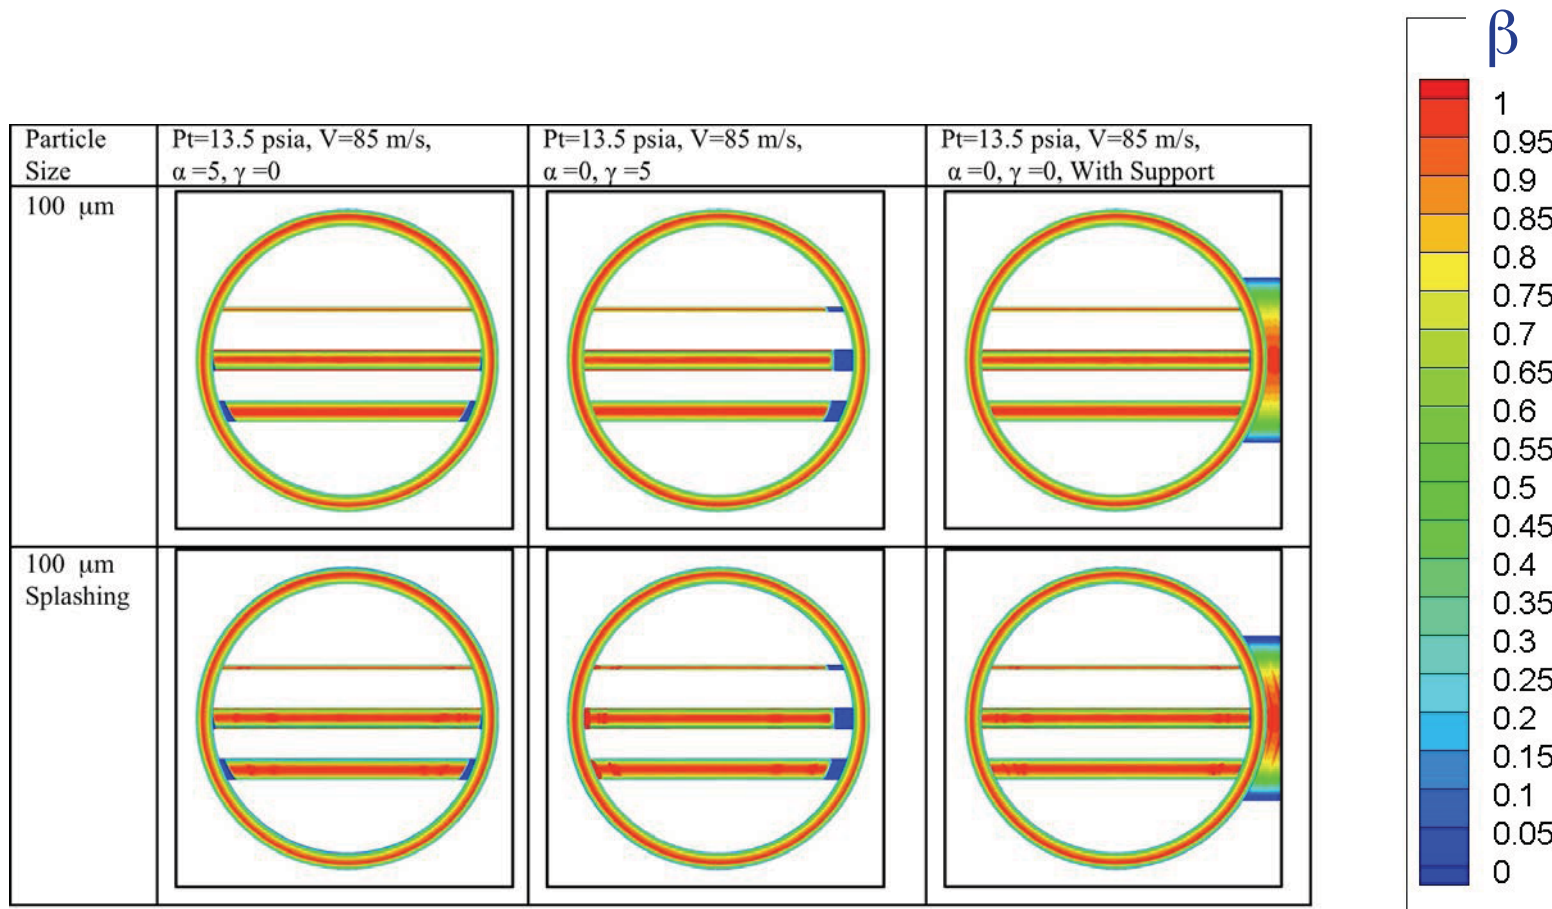 β
Particle
Size
Pt=13.5 psia, V=85 m/s,
α =5, γ =0
Pt=13.5 psia, V=85 m/s,
α =0, γ =5
Pt=13.5 psia, V=85 m/s,
α =0, γ =0, With Support
100 μm
100 μm
Splashing
1
0.95
0.9
0.85
0.8
0.75
0.7
0.65
0.6
0.55
0.5
0.45
0.4
0.35
0.3
0.25
0.2
0.15
0.1
0.05
0